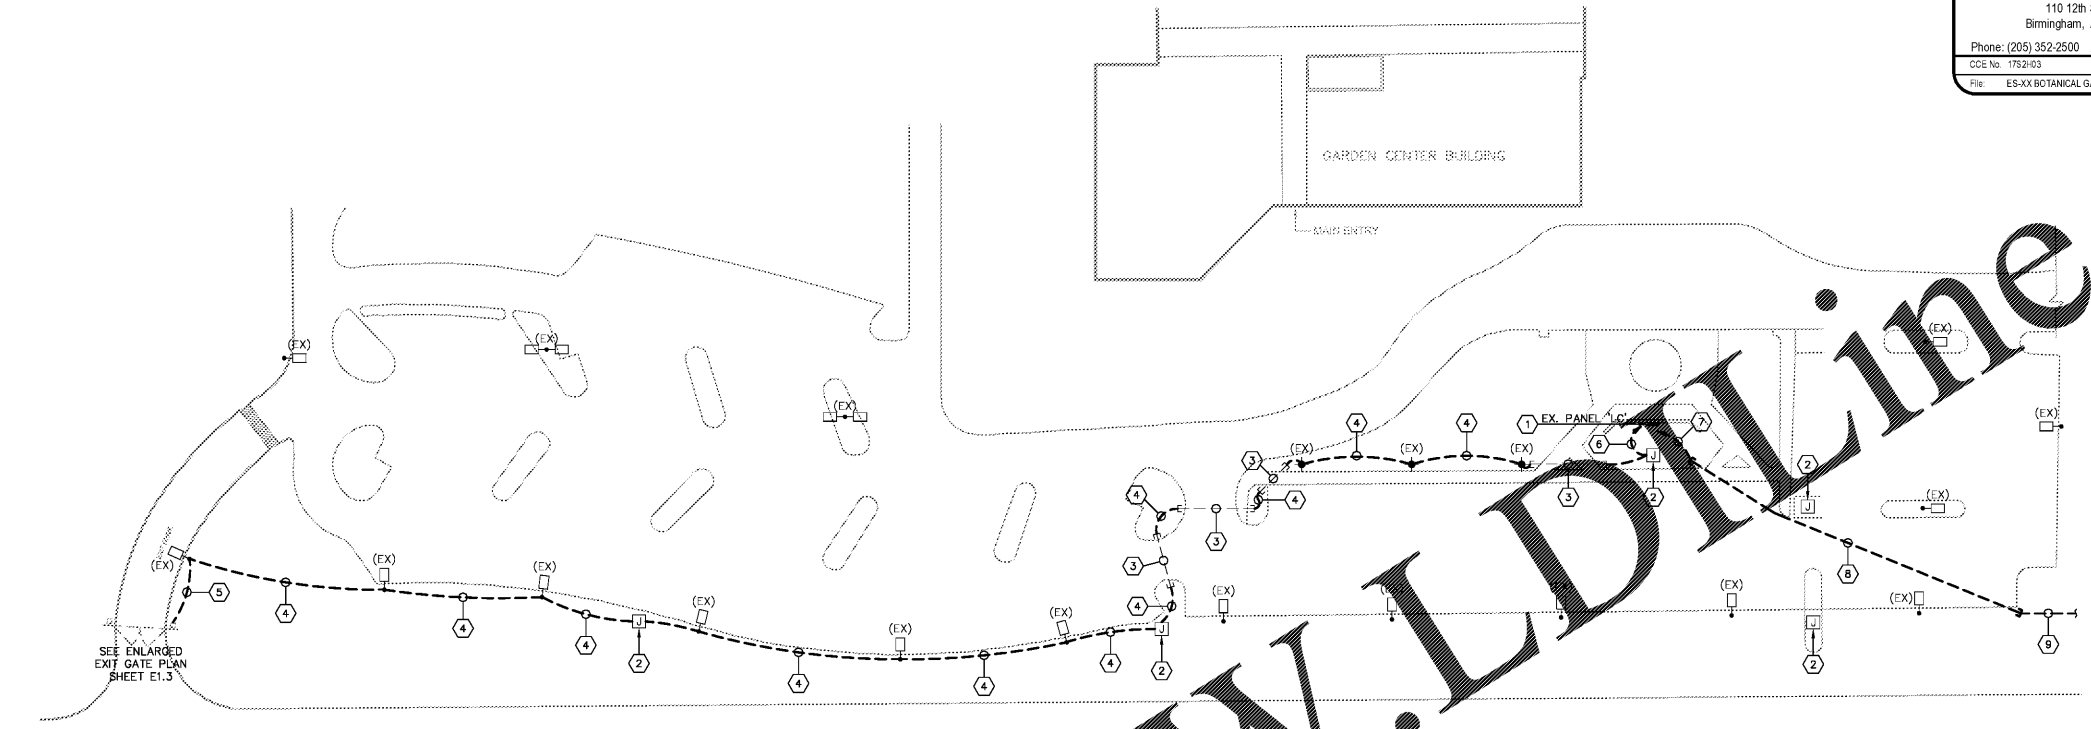 110 12th
Birmingham,
Phone: (205) 352-2500
CCE No. 17S2H03
File: ES-XX BOTANICAL GA
GARDEN CENTER BUILDING
MAIN ENTRY
(EX)
(EX)
(EX)
(EX)
(EX)
1 EX. PANEL 'LC'
7
4
4
6
(EX)
(EX)
(EX)
3
2
3
2
J
J
4
4
3
(EX)
3
(EX)
5
(EX)
(EX)
4
4
4
J
2
(EX)
(EX)
(EX)
4
4
4
4
J
2
(EX)
(EX)
(EX)
(EX)
(EX)
8
J
2
9
SEE ENLARGED
EXIT GATE PLAN
SHEET E1.3
Y.LDILine